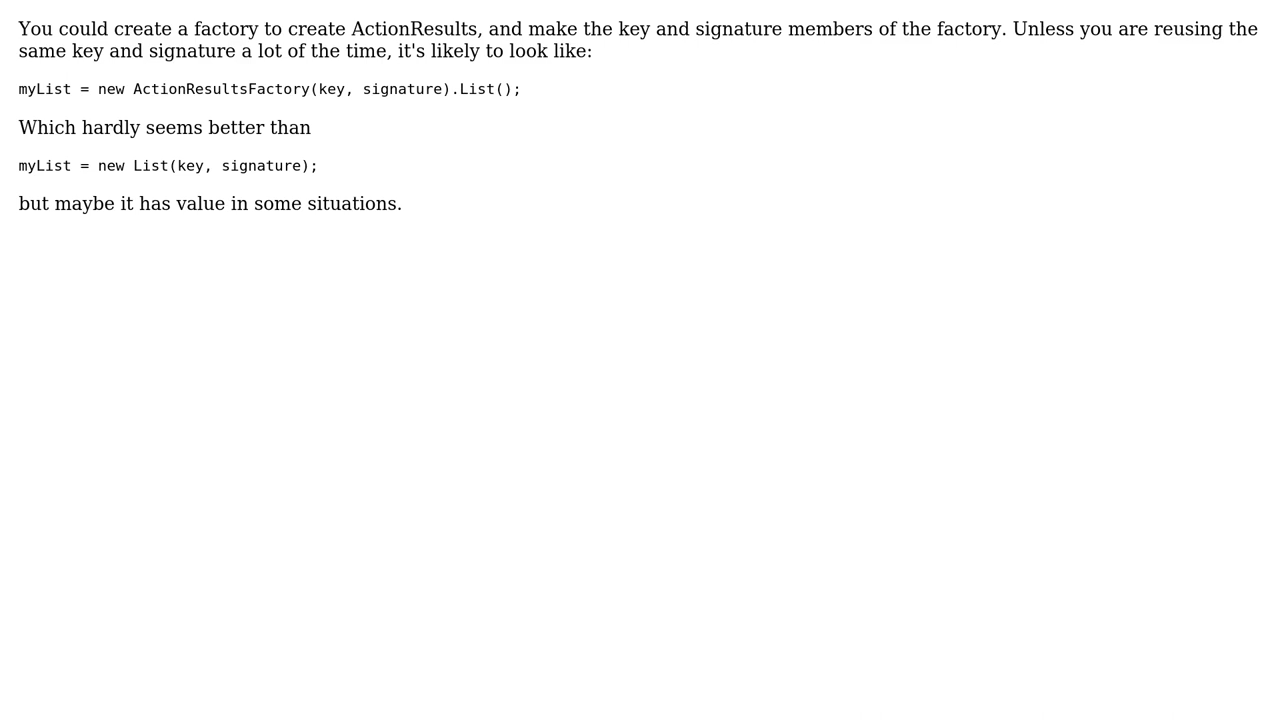 You could create a factory to create ActionResults, and make the key and signature members of the factory. Unless you are reusing the
same key and signature a lot of the time, it's likely to look like:
myList = new ActionResultsFactory(key, signature).List();
Which hardly seems better than
myList = new List(key, signature);
but maybe it has value in some situations.